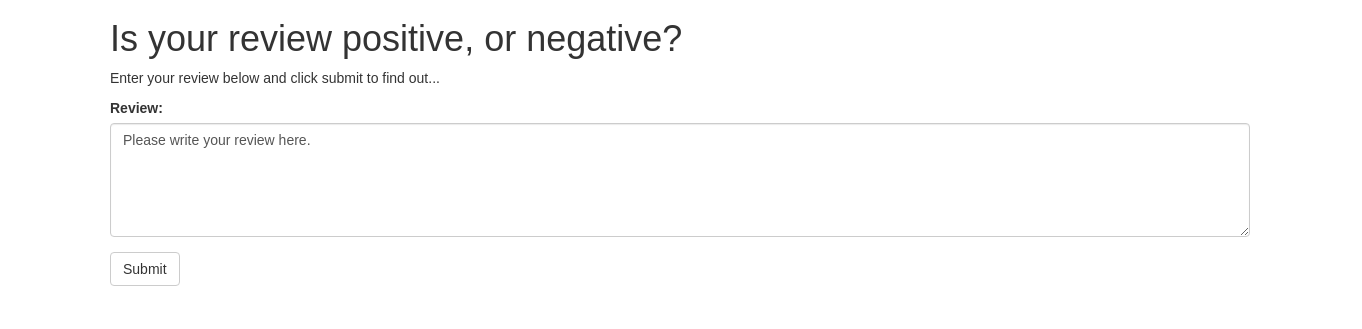 Is your review positive, or negative?
Enter your review below and click submit to find out...
Review:
Please write your review here.
Submit